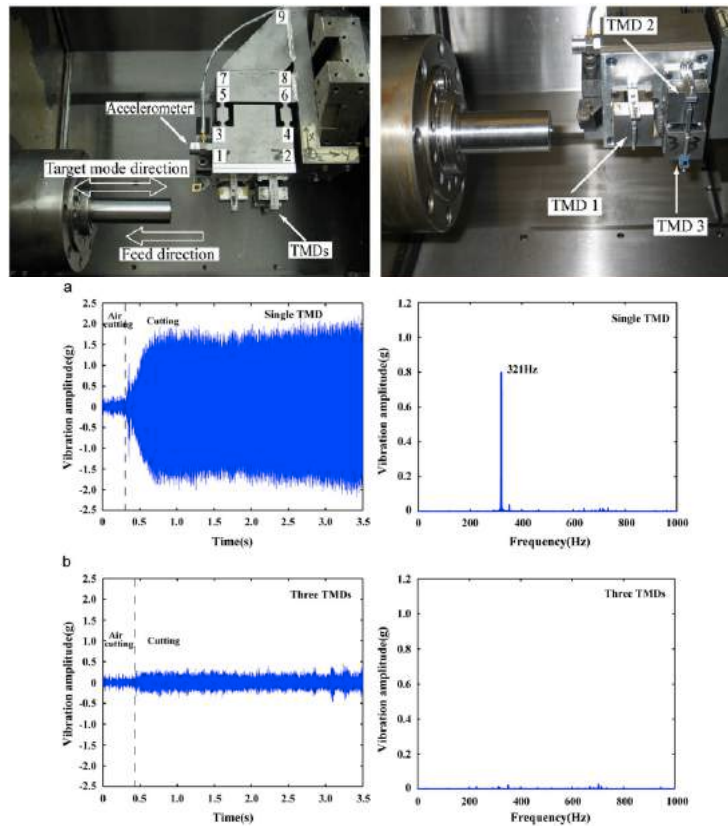 9
7 8
5 6
Accelerometer
3 4
1 2
Target mode direction
Feed direction
TMDs
TMD 2
TMD 1
TMD 3
a
Single TMD
Air cutting
Cutting
Vibration amplitude(g)
2.5
2.0
1.5
1.0
0.5
0
-0.5
-1.0
-1.5
-2.0
-2.5
0 0.5 1.0 1.5 2.0 2.5 3.0 3.5
Time(s)
Single TMD
321Hz
Vibration amplitude(g)
1.2
1.0
0.8
0.6
0.4
0.2
0
0 200 400 600 800 1000
Frequency(Hz)
b
Three TMDs
Air cutting
Cutting
Vibration amplitude(g)
2.5
2.0
1.5
1.0
0.5
0
-0.5
-1.0
-1.5
-2.0
-2.5
0 0.5 1.0 1.5 2.0 2.5 3.0 3.5
Time(s)
Three TMDs
Vibration amplitude(g)
1.2
1.0
0.8
0.6
0.4
0.2
0
0 200 400 600 800 1000
Frequency(Hz)